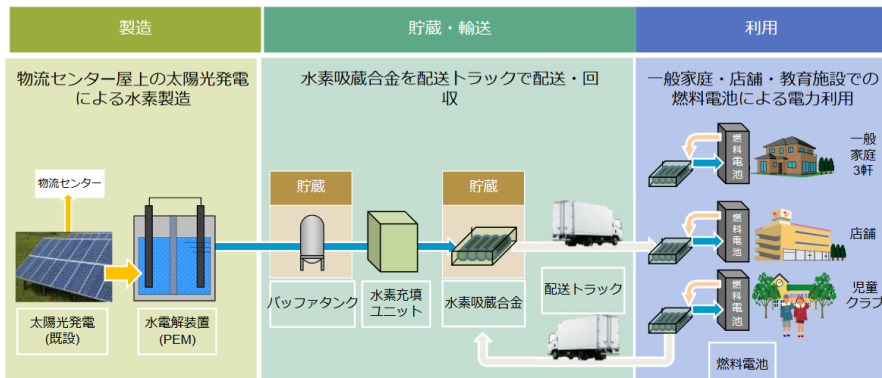 製造
貯蔵・輸送
利用
物流センター屋上の太陽光発電
による水素製造
水素吸蔵合金を配送トラックで配送・回
収
一般家庭・店舗・教育施設での
燃料電池による電力利用
物流センター
太陽光発電
(既設)
水電解装置
(PEM)
貯蔵
バッファタンク
水素充填
ユニット
貯蔵
水素吸蔵合金
配送トラック
燃料電池
一般
家庭
3軒
燃料電池
店舗
燃料電池
児童
クラブ
燃料電池